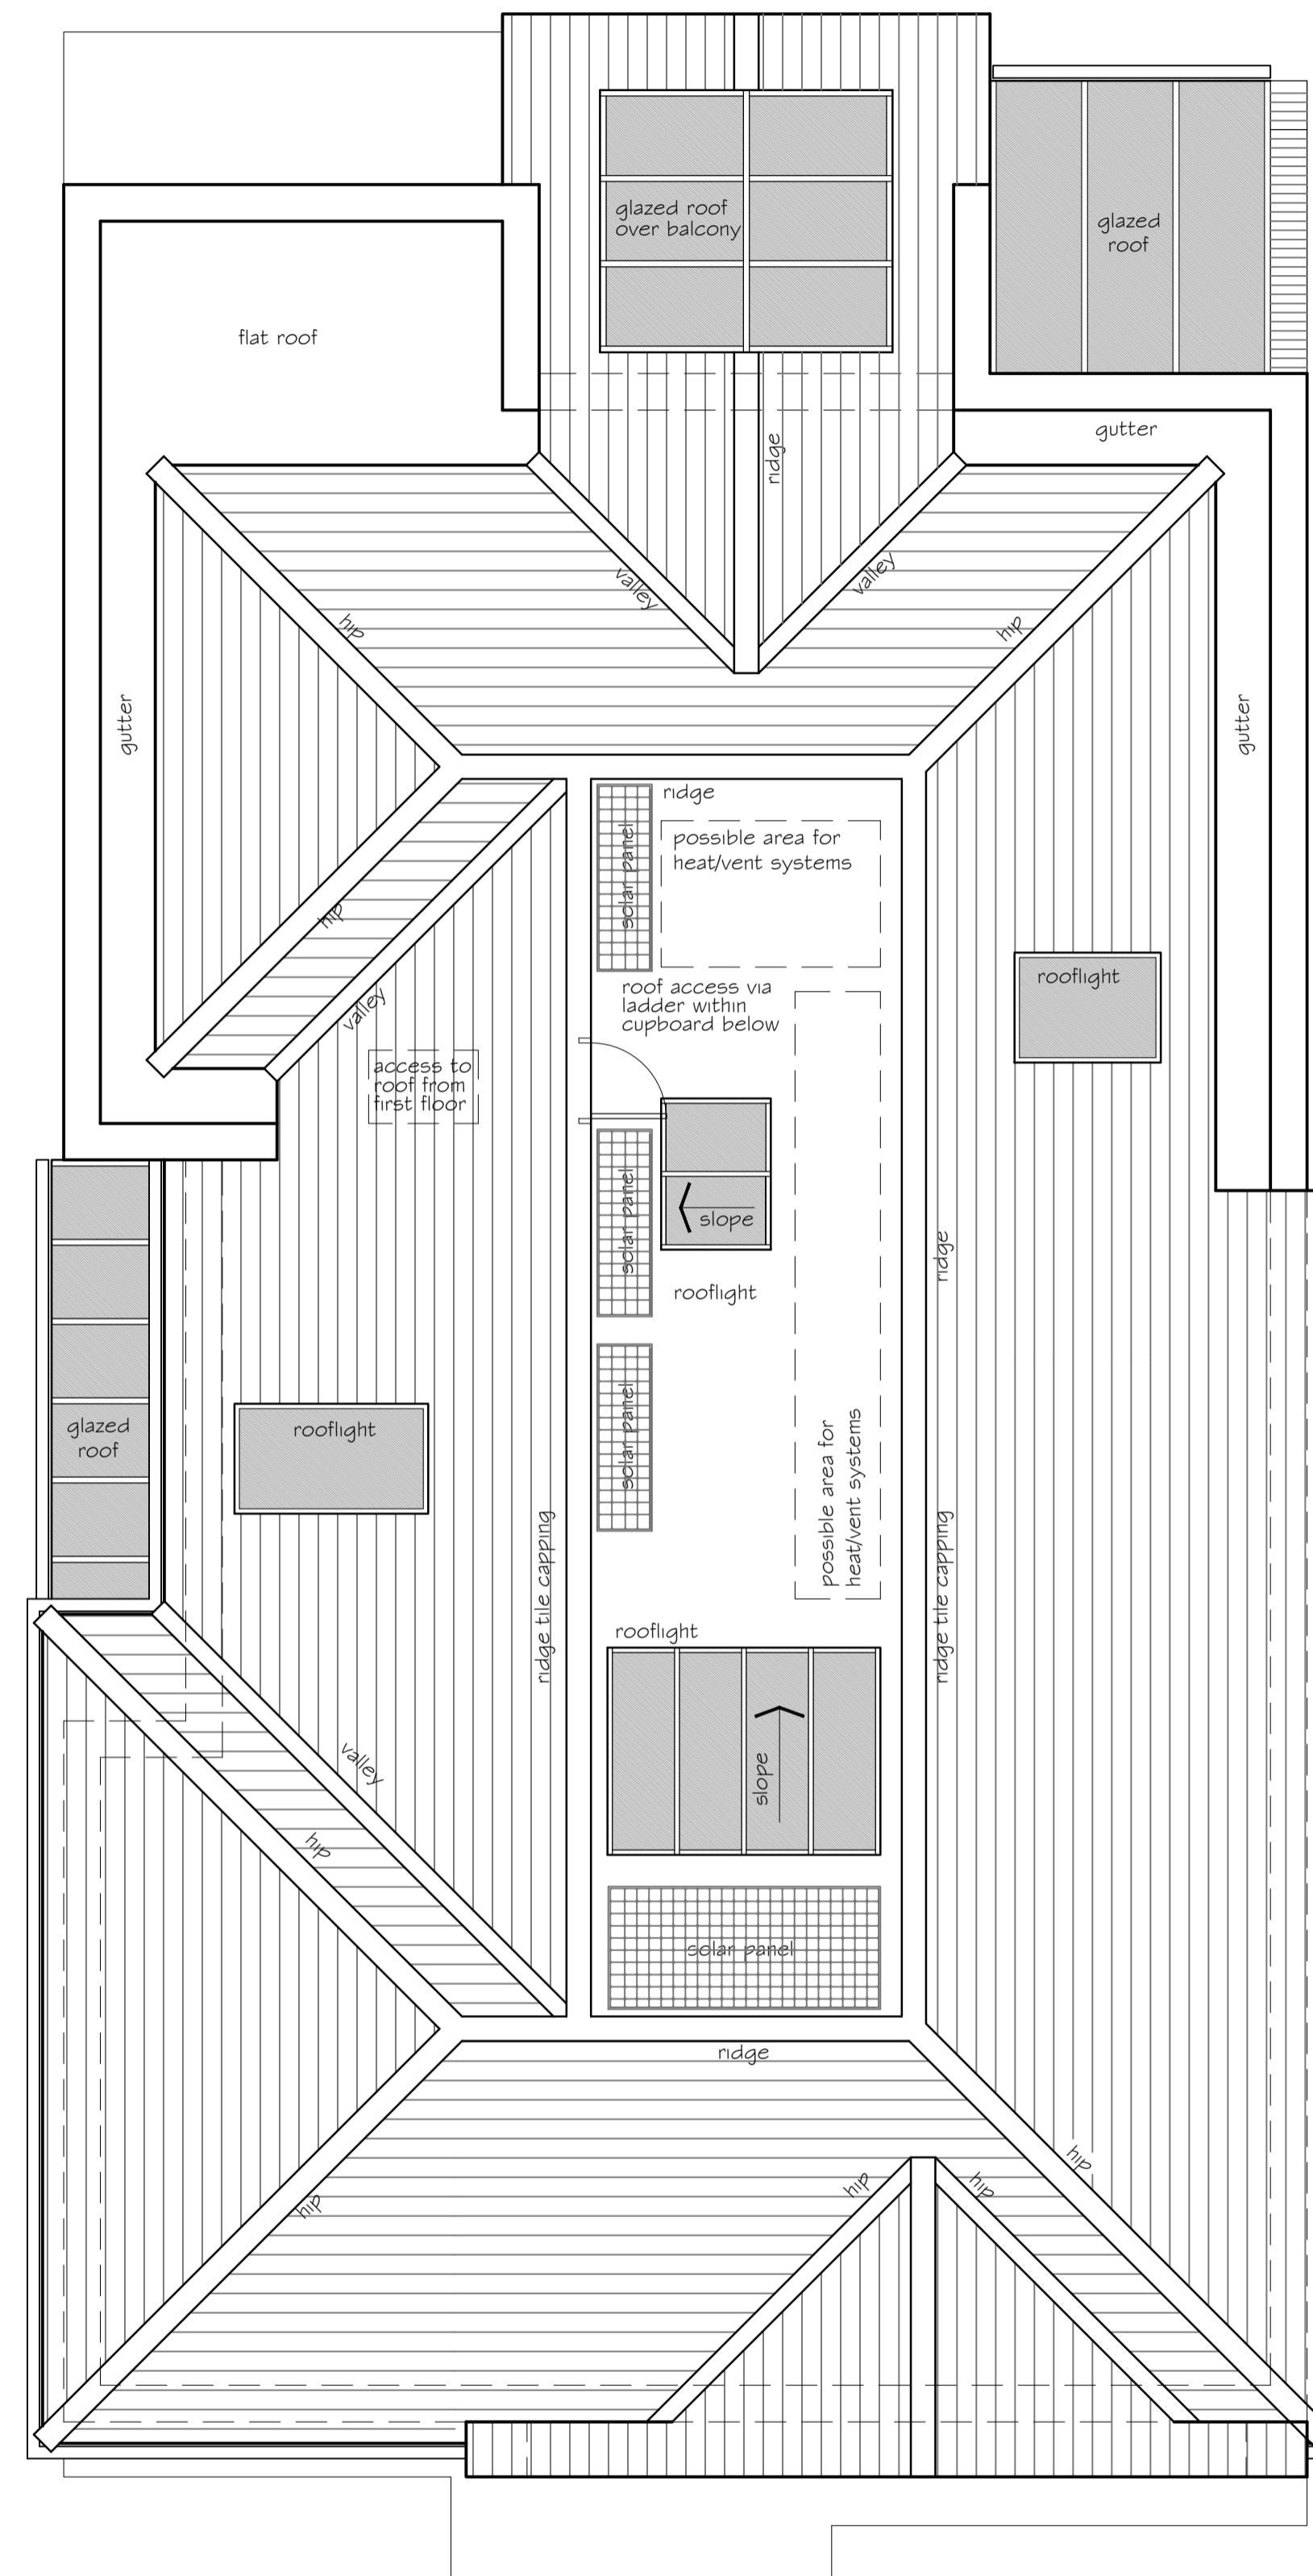 glazed roof
over balcony
glazed
roof
flat roof
gutter
ridge
valley
valley
hip
hip
gutter
gutter
ridge
solar panel
possible area for
heat/vent systems
hip
rooflight
roof access via
ladder within
cupboard below
valley
access to
roof from
first floor
solar panel
slope
ridge
rooflight
solar panel
glazed
roof
rooflight
possible area for
heat/vent systems
ridge tile capping
ridge tile capping
rooflight
valley
slope
hip
solar panel
ridge
hip
hip
hip
hip